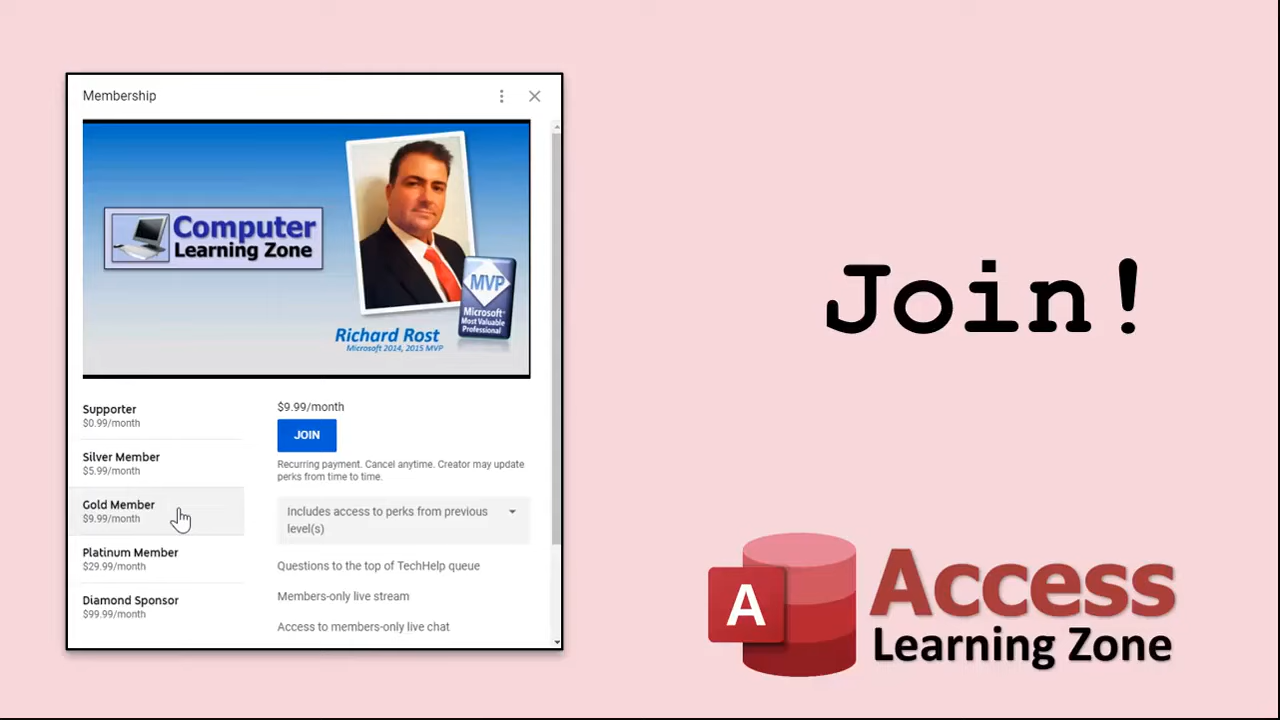 Membership
Computer
Learning Zone
MVP
Microsoft®
Most Valuable
Professional
Richard Rost
Microsoft 2014, 2015 MVP
Supporter
$0.99/month
Silver Member
$5.99/month
Gold Member
$9.99/month
Platinum Member
$29.99/month
Diamond Sponsor
$99.99/month
$9.99/month
JOIN
Recurring payment. Cancel anytime. Creator may update
perks from time to time.
Includes access to perks from previous
level(s)
Questions to the top of TechHelp queue
Members-only live stream
Access to members-only live chat
Join!
A
Access
Learning Zone